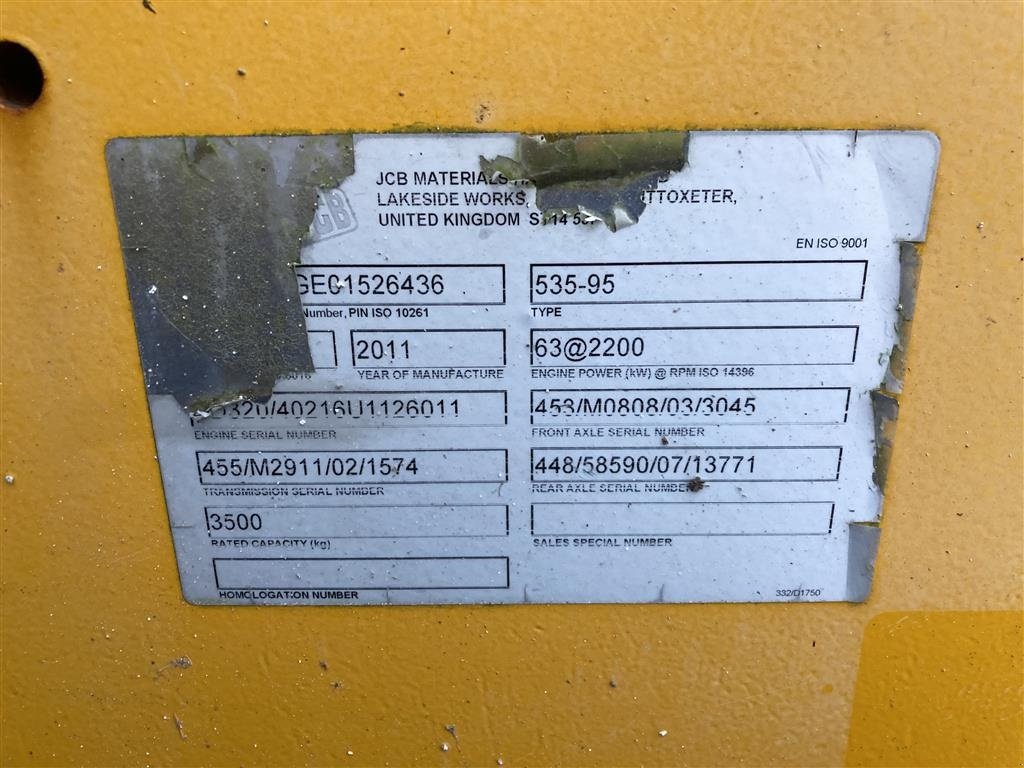 JCB MATERIALS
LAKESIDE WORKS,
UNITED KINGDOM
EN ISO 9001
GE01526436
535-95
Number, PIN ISO 10261
TYPE
2011
63@2200
YEAR OF MANUFACTURE
ENGINE POWER (kW) @ RPM ISO 14396
320/40216U1126011
453/M0808/03/3045
ENGINE SERIAL NUMBER
FRONT AXLE SERIAL NUMBER
455/M2911/02/1574
448/58590/07/13771
TRANSMISSION SERIAL NUMBER
REAR AXLE SERIAL NUMBER
3500
RATED CAPACITY (kg)
SALES SPECIAL NUMBER
HOMOLOGATION NUMBER
332/D1750